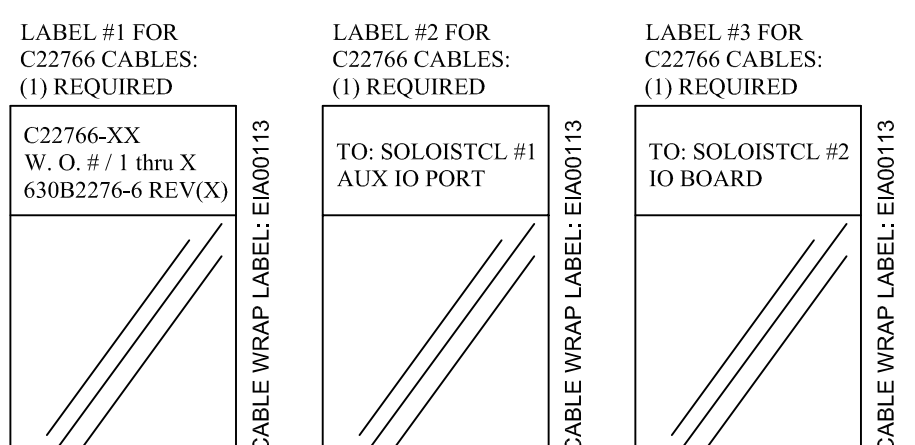 LABEL #1 FOR
C22766 CABLES:
(1) REQUIRED
C22766-XX
W. O. # / 1 thru X
630B2276-6 REV(X)
CABLE WRAP LABEL: EIA00113
LABEL #2 FOR
C22766 CABLES:
(1) REQUIRED
TO: SOLOISTCL #1
AUX IO PORT
CABLE WRAP LABEL: EIA00113
LABEL #3 FOR
C22766 CABLES:
(1) REQUIRED
TO: SOLOISTCL #2
IO BOARD
CABLE WRAP LABEL: EIA00113